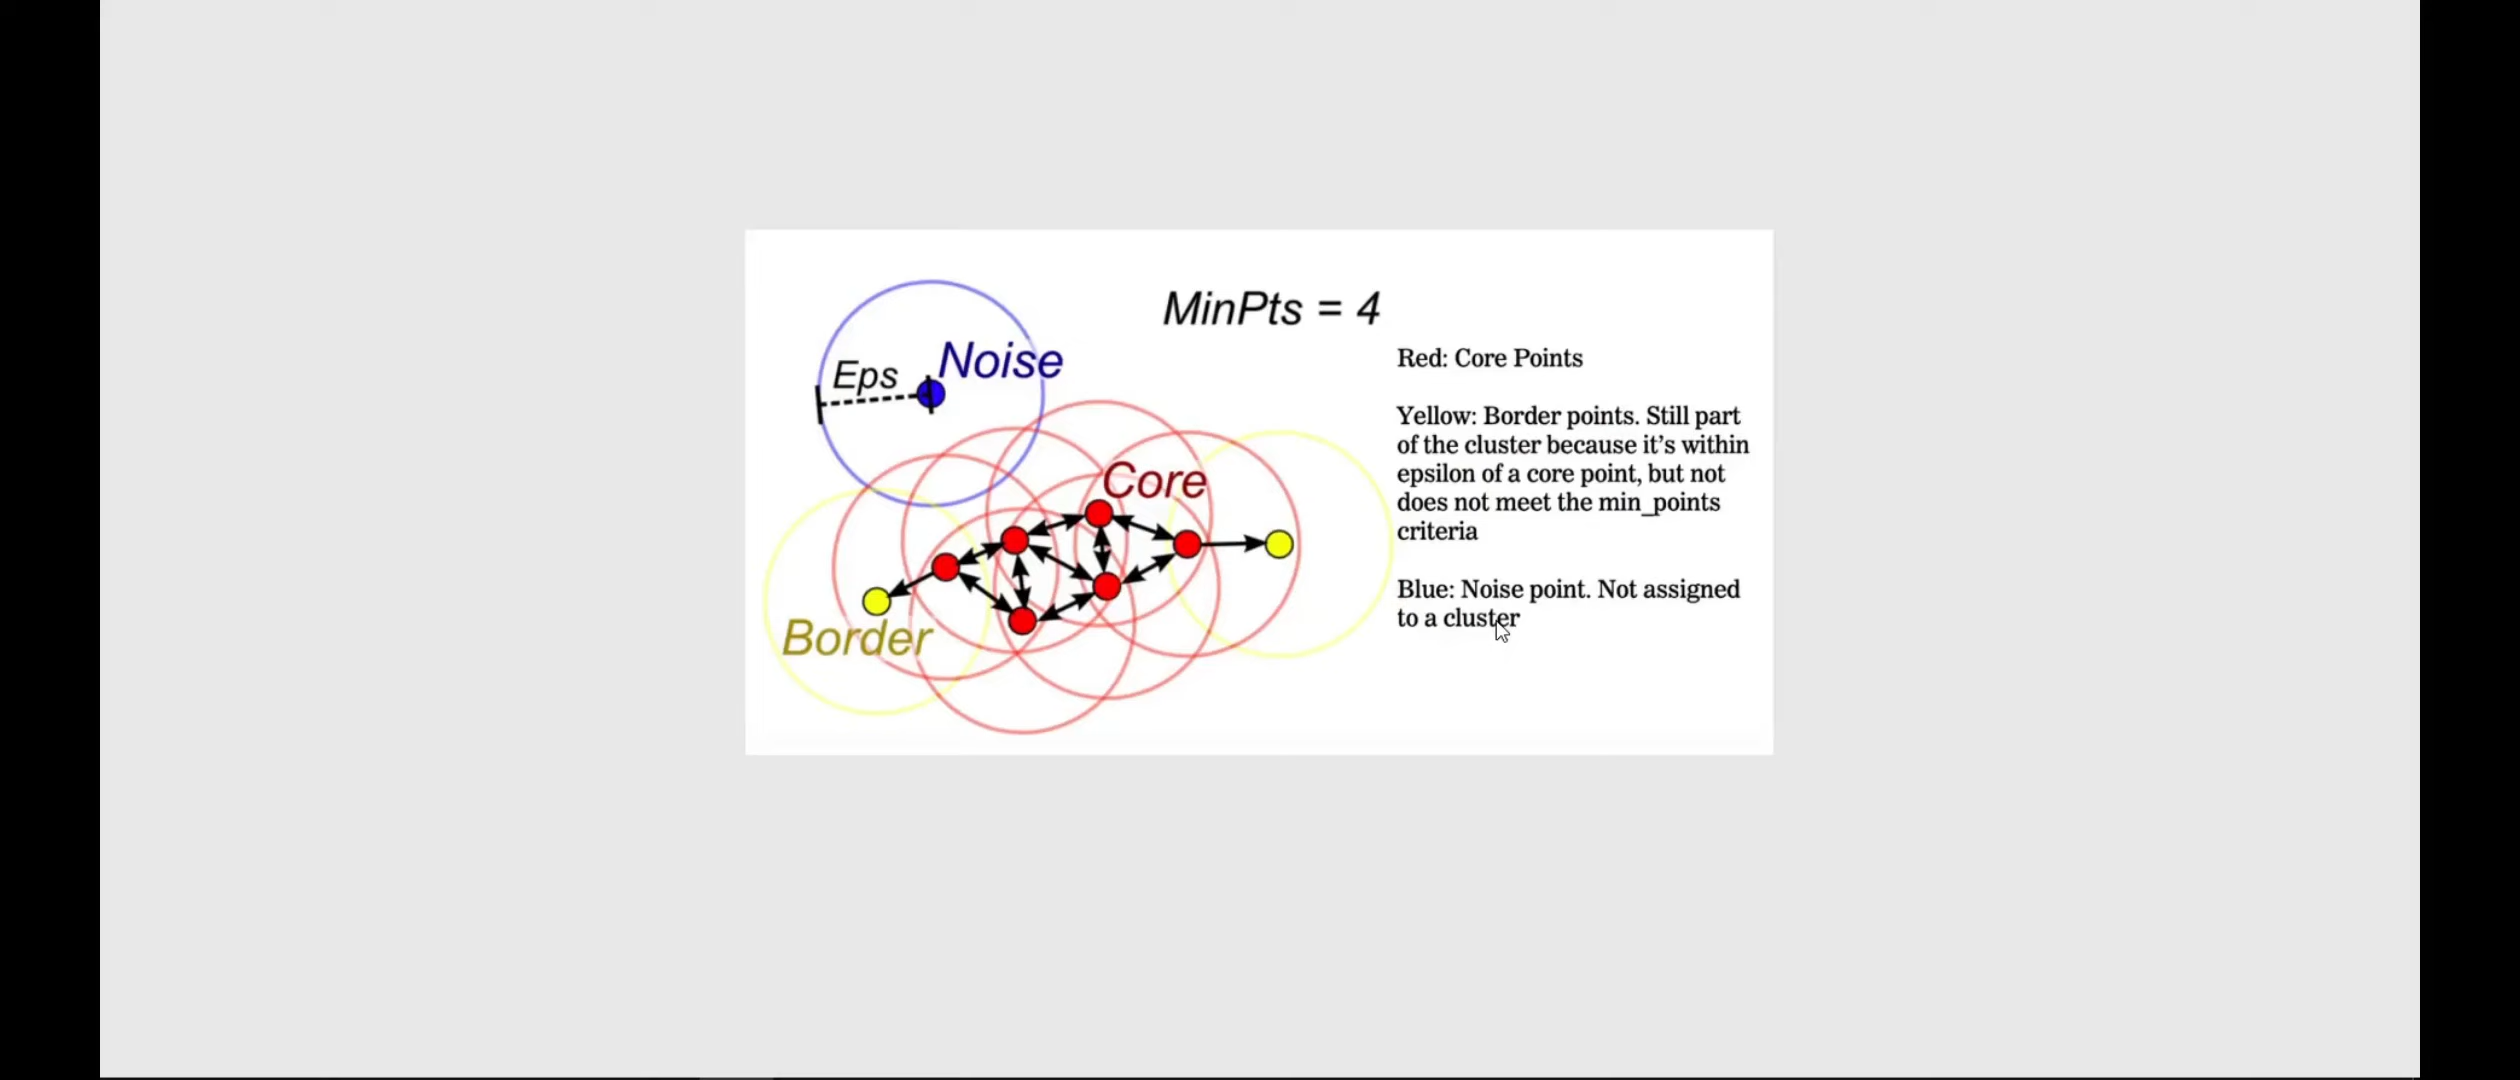 MinPts = 4
Noise
Eps
Core
Border
Red: Core Points
Yellow: Border points. Still part
of the cluster because it’s within
epsilon of a core point, but not
does not meet the min_points
criteria
Blue: Noise point. Not assigned
to a cluster